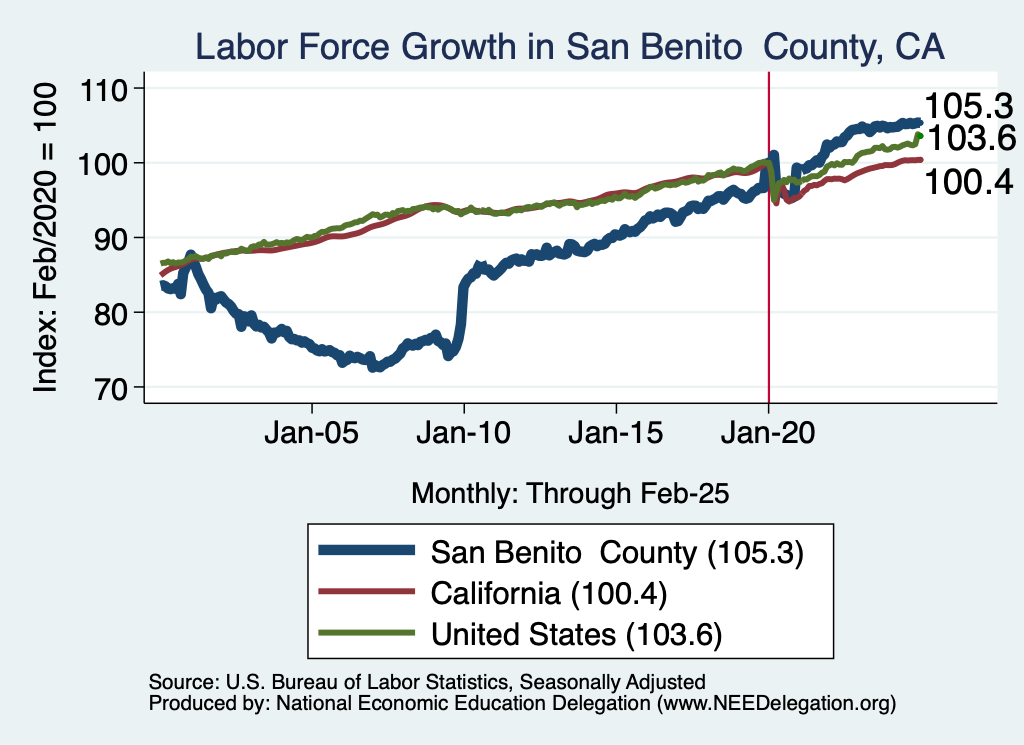 Labor Force Growth in San Benito  County, CA
Index: Feb/2020 = 100
110
100
90
80
70
105.3
103.6
100.4
Jan-05 Jan-10 Jan-15 Jan-20
Monthly: Through Feb-25
San Benito  County (105.3)
California (100.4)
United States (103.6)
Source: U.S. Bureau of Labor Statistics, Seasonally Adjusted
Produced by: National Economic Education Delegation (www.NEEDelegation.org)